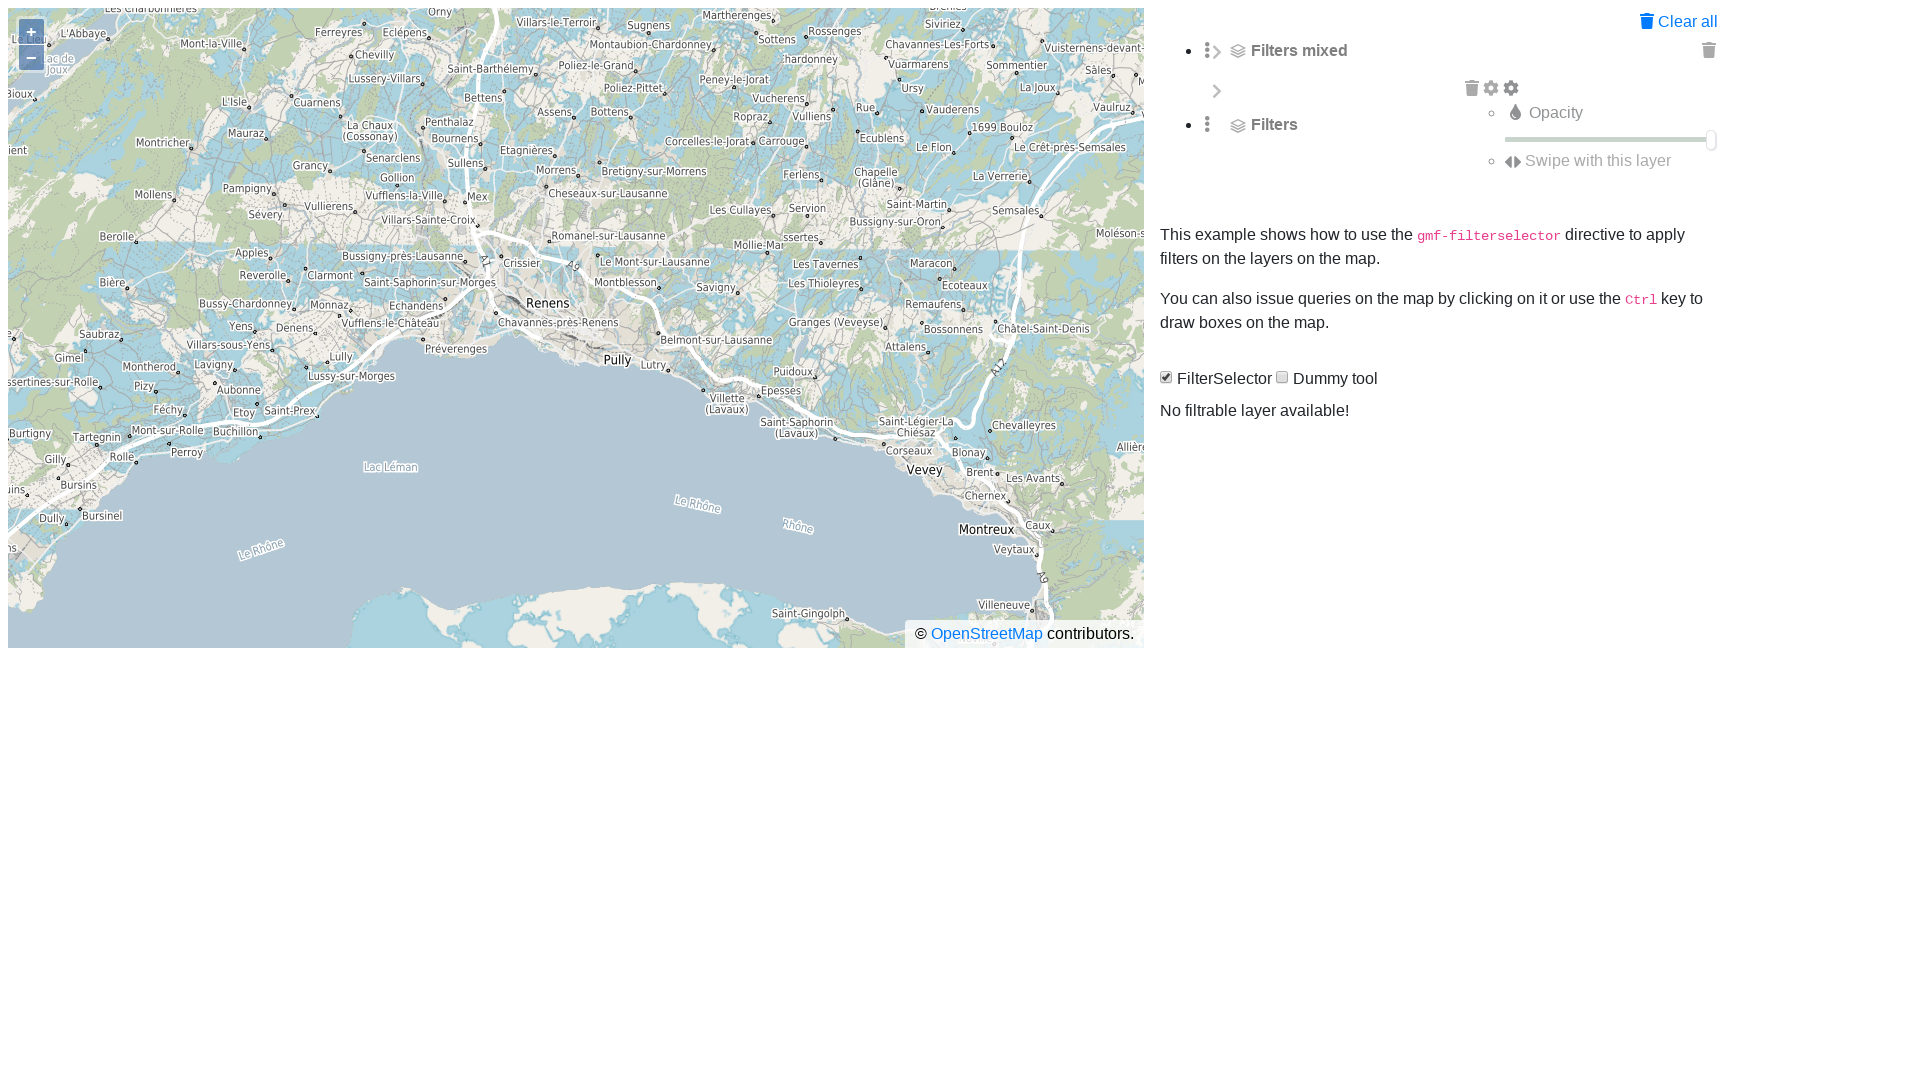 Clear all
Filters mixed
Filters
Opacity
Swipe with this layer
This example shows how to use the gmf-filterselector directive to apply
filters on the layers on the map.
You can also issue queries on the map by clicking on it or use the Ctrl key to
draw boxes on the map.
FilterSelector Dummy tool
No filtrable layer available!
+
−
L'Abbaye
Orny
Villars-le-Terroir
Sugnens
Martherenges
Siviriez
Ferreyres
Eclépens
Sottens
Rossenges
Chavannes-Les-Forts
Mont-la-Ville
Chevilly
Montaubion-Chardonney
Vuisternens-devant-
Lussery-Villars
Saint-Barthélemy
Poliez-le-Grand
Peney-le-Jorat
Vuarmarens
Sommentier
Sâles
L'Isle
Cuarnens
Bettens
Poliez-Pittet
Vucherens
Ursy
La Joux
La Chaux
(Cossonay)
Penthalaz
Assens
Bottens
Ropraz
Vulliens
Rue
Vauderens
Vaulruz
Mauraz
Bournens
Ecublens
1699 Bouloz
Montricher
Senarclens
Sullens
Etagnières
Corcelles-le-Jorat
Carrouge
Le Flon
Le Crêt-près-Semsales
Grancy
Gollion
Morrens
Bretigny-sur-Morrens
Ferlens
Chapelle
(Glâne)
La Verrerie
Mollens
Pampigny
Vufflens-la-Ville
Mex
Cheseaux-sur-Lausanne
Saint-Martin
Sévery
Vullierens
Villars-Sainte-Croix
Les Cullayes
Servion
Bussigny-sur-Oron
Semsales
Berolle
Romanel-sur-Lausanne
Mollie-Ma
Moléson-s
Apples
Bussigny-près-Lausanne
A1
Crissier
A9
Le Mont-sur-Lausanne
Les Tavernes
Maracon
Reverolle
Clarmont
Saint-Saphorin-sur-Morges
Montblesson
Savigny
Les Thioleyres
Ecoteaux
Bière
Bussy-Chardonney
Monnaz
Echandens
Renens
Remaufens
Yens
Denens
Vufflens-le-Château
Chavannes-près-Renens
Granges (Veveyse)
Bossonnens
Châtel-Saint-Denis
Saubraz
Villars-sous-Yens
Lully
Préverenges
Belmont-sur-Lausanne
Attalens
Gimel
Montherod
Lavigny
Lussy-sur-Morges
Pully
Lutry
Puidoux
A12
Pizy
Aubonne
Villette
(Lavaux)
Epesses
Féchy
Etoy
Saint-Prex
Saint-Saphorin
(Lavaux)
Saint-Légier-La
Chiésaz
Chevalleyres
Burtigny
Tartegnin
Mont-sur-Rolle
Buchillon
Corseaux
Blonay
Gilly
Rolle
Perroy
Lac Léman
Vevey
Brent
Les Avants
Bursins
Chernex
Dully
Bursinel
Le Rhône
Rhône
Montreux
Caux
Le Rhône
Veytaux
A9
Villeneuve
Saint-Gingolph
© OpenStreetMap contributors.